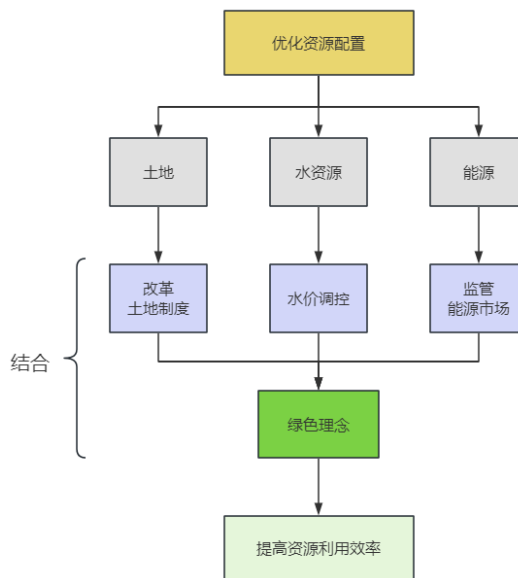 优化资源配置
土地
水资源
能源
改革
土地制度
水价调控
监管
能源市场
结合
绿色理念
提高资源利用效率